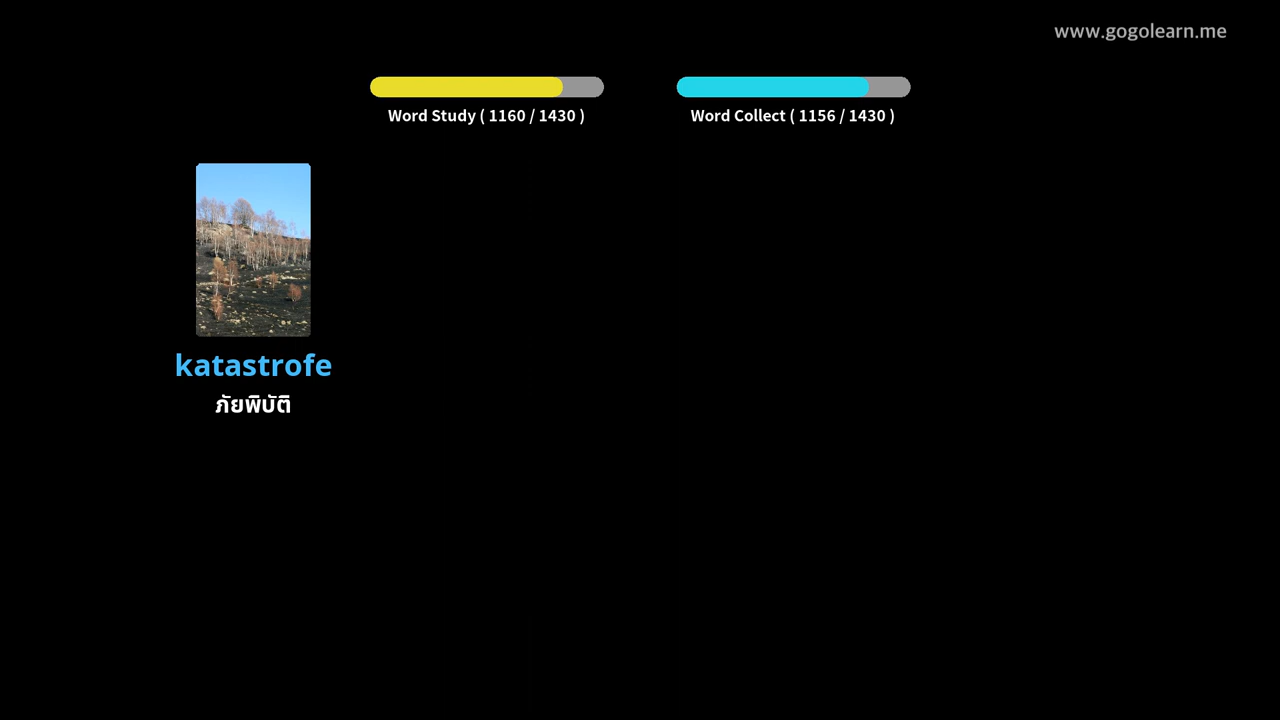 www.gogolearn.me
Word Study ( 1160 / 1430 )
Word Collect ( 1156 / 1430 )
katastrofe
ภัยพิบัติ